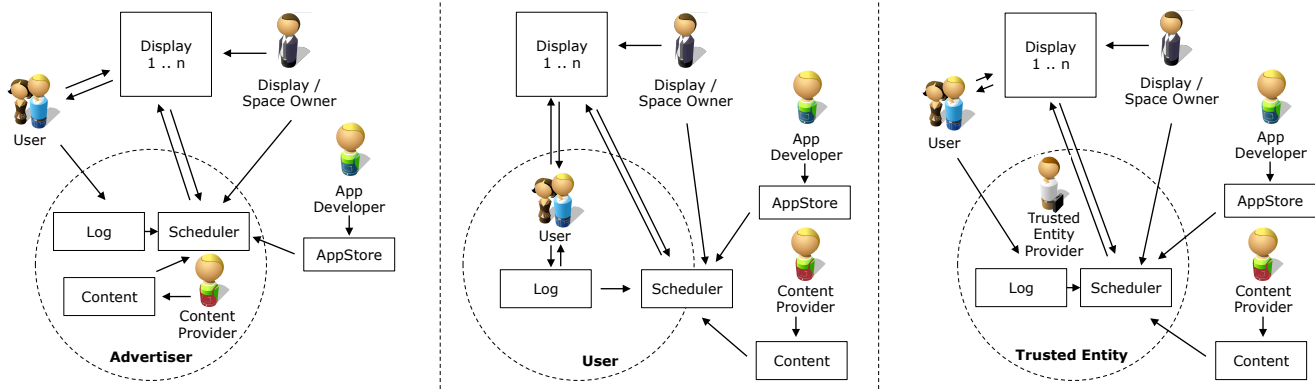 Display
1 .. n
Display /
Space Owner
User
App
Developer
Log
Scheduler
AppStore
Content
Content
Provider
Advertiser
Display
1 .. n
Display /
Space Owner
App
Developer
AppStore
User
Log
Scheduler
Content
Provider
Content
User
Display
1 .. n
Display /
Space Owner
User
App
Developer
AppStore
Trusted
Entity
Provider
Log
Scheduler
Content
Provider
Content
Trusted Entity